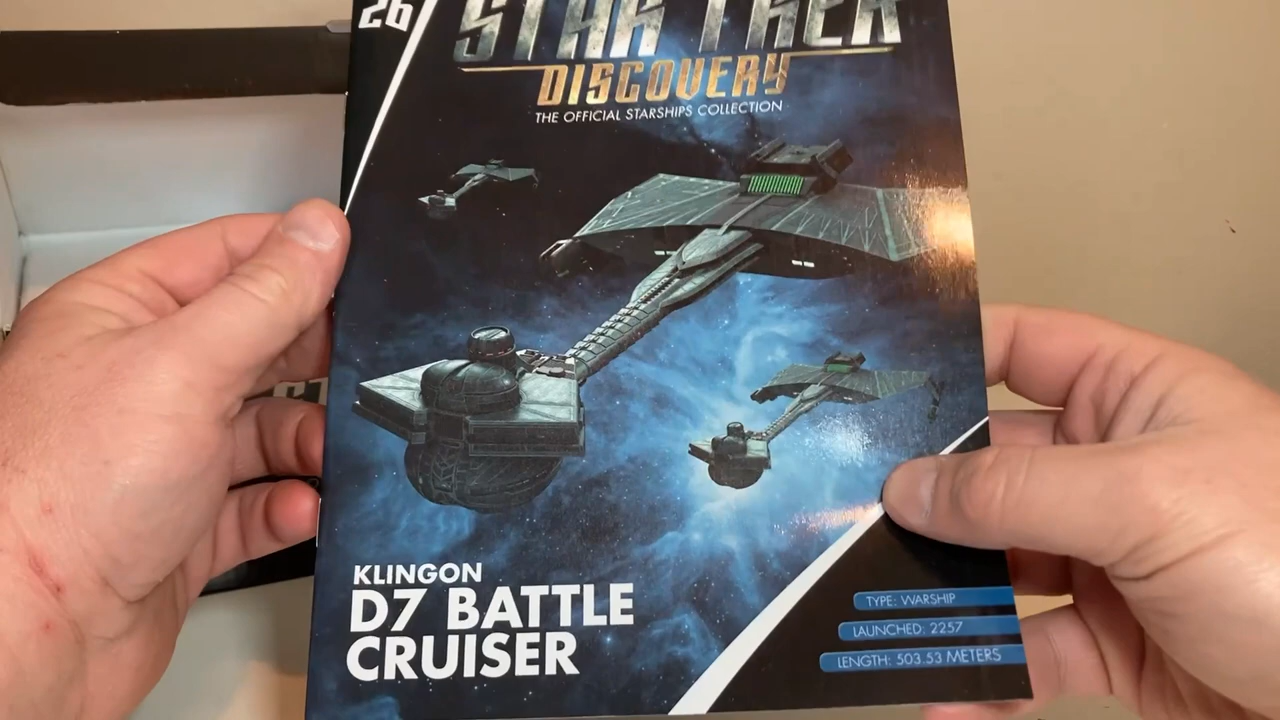 26
STAR TREK
DISCOVERY
THE OFFICIAL STARSHIPS COLLECTION
KLINGON
D7 BATTLE
CRUISER
TYPE: WARSHIP
LAUNCHED: 2257
LENGTH: 503.53 METERS